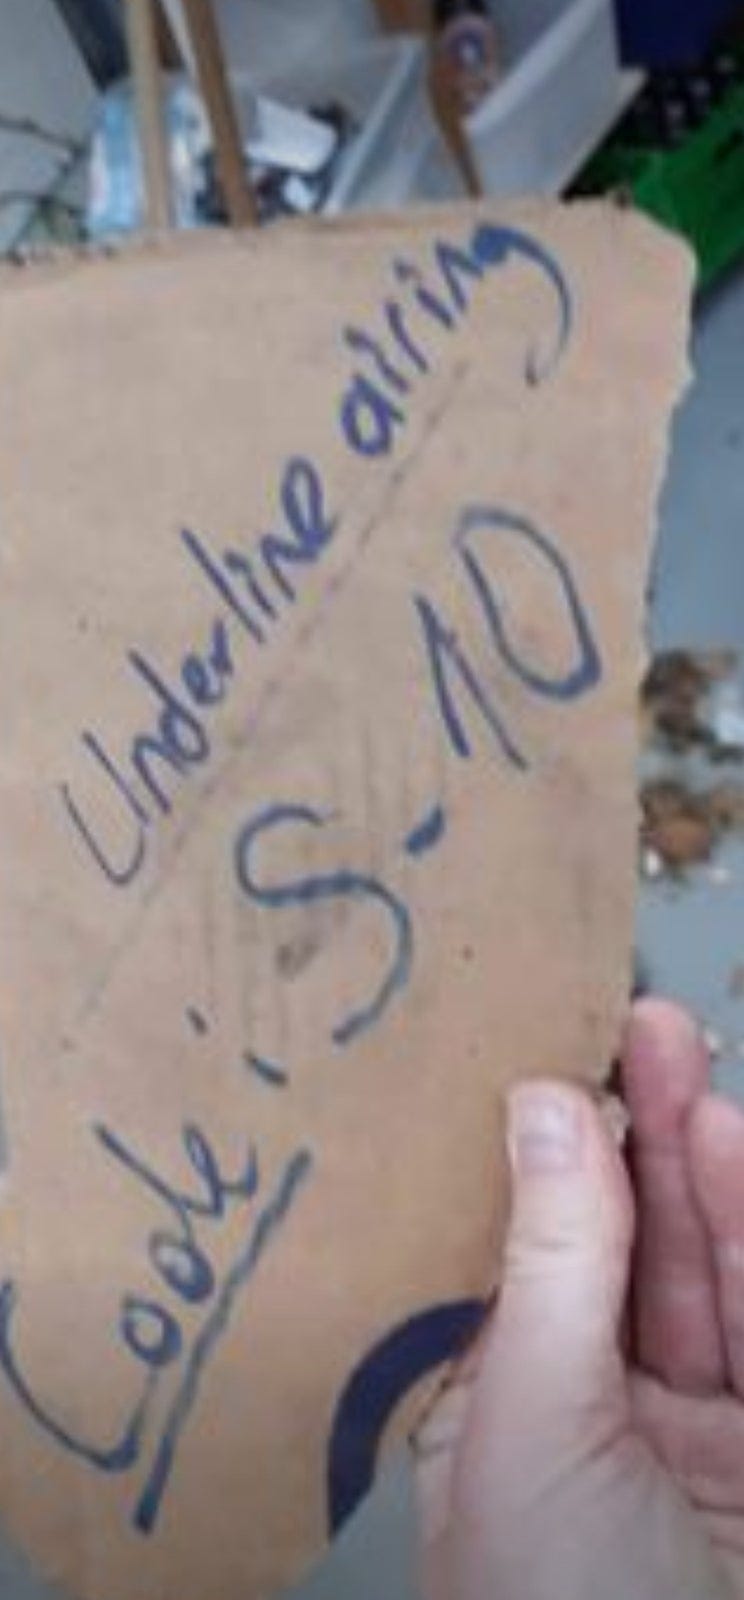 Underline airing
Code: S-10